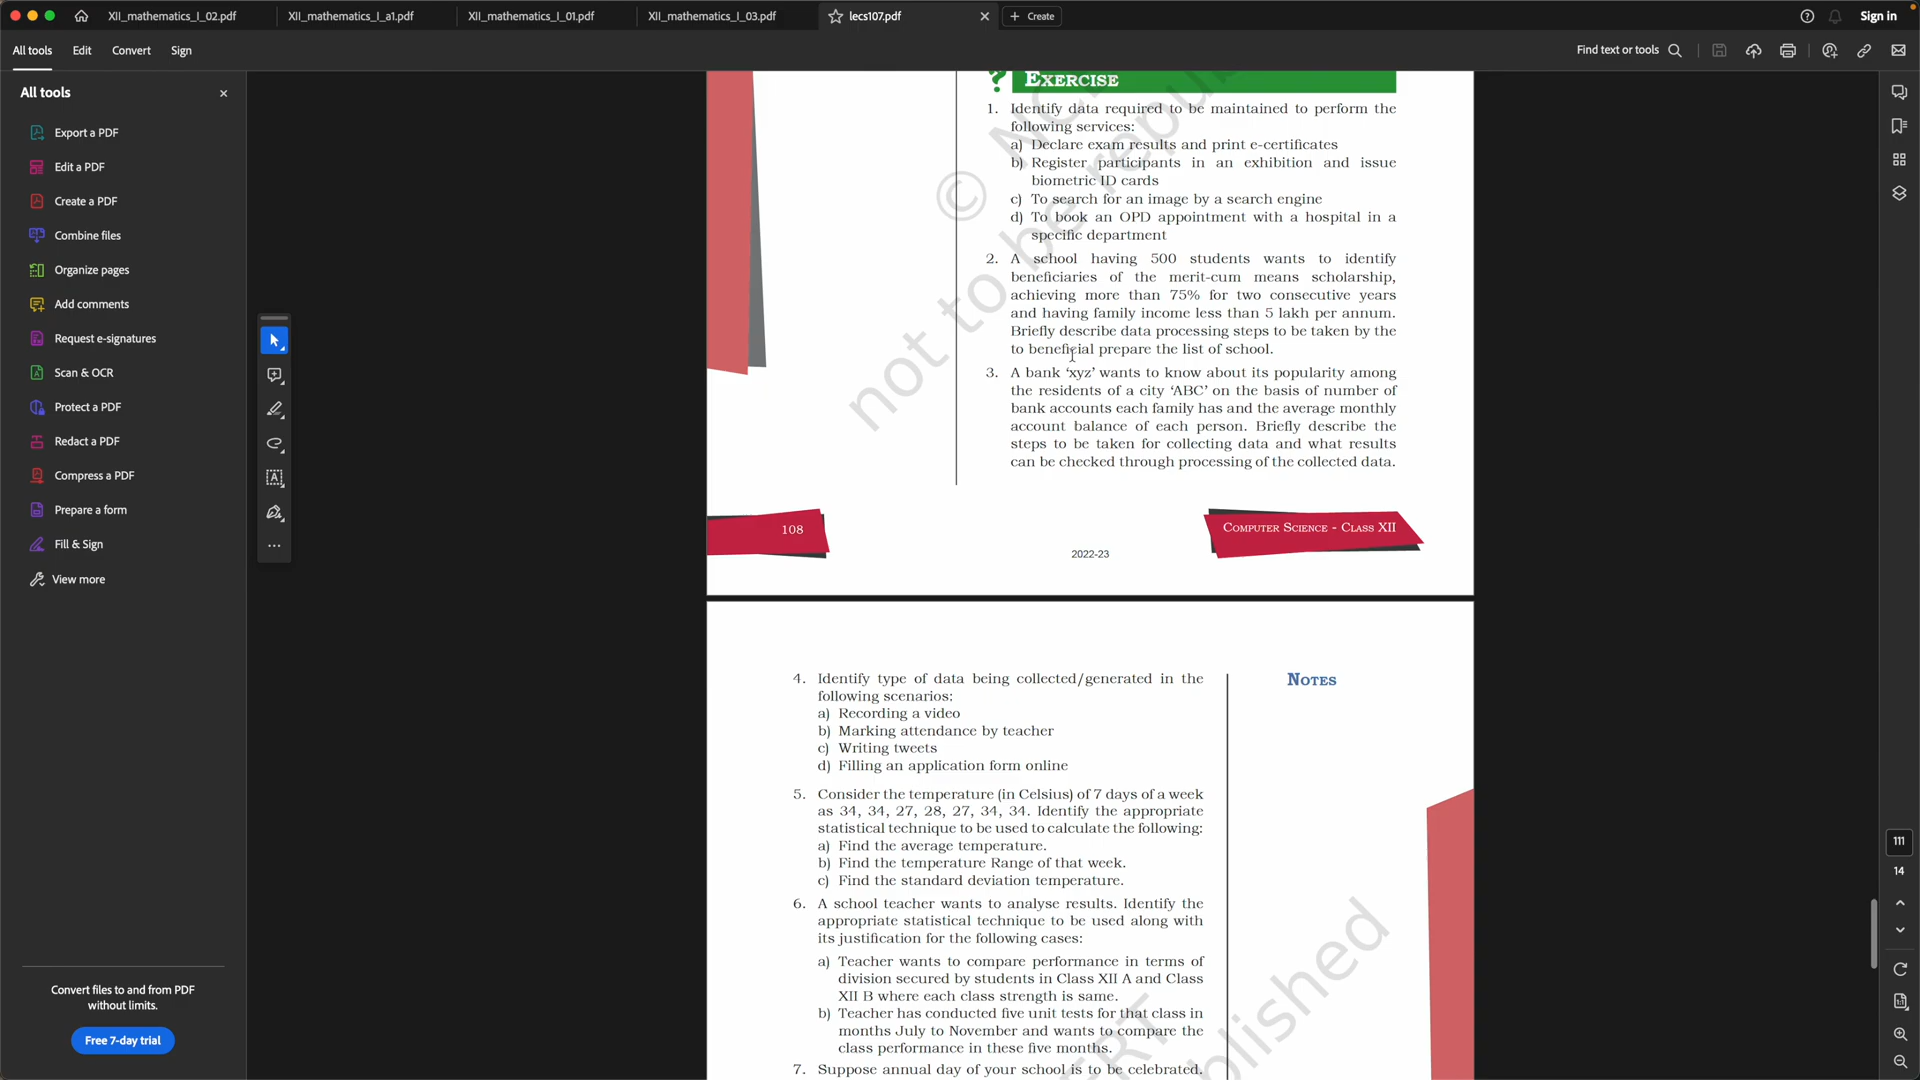 XII_mathematics_I_02.pdf
XII_mathematics_I_a1.pdf
XII_mathematics_I_01.pdf
XII_mathematics_I_03.pdf
lecs107.pdf
Create
Sign in
All tools
Edit
Convert
Sign
Find text or tools
All tools
Export a PDF
Edit a PDF
Create a PDF
Combine files
Organize pages
Add comments
Request e-signatures
Scan & OCR
Protect a PDF
Redact a PDF
Compress a PDF
Prepare a form
Fill & Sign
View more
Convert files to and from PDF
without limits.
Free 7-day trial
EXERCISE
1. Identify data required to be maintained to perform the
following services:
a) Declare exam results and print e-certificates
b) Register participants in an exhibition and issue
biometric ID cards
c) To search for an image by a search engine
d) To book an OPD appointment with a hospital in a
specific department
2. A school having 500 students wants to identify
beneficiaries of the merit-cum means scholarship,
achieving more than 75% for two consecutive years
and having family income less than 5 lakh per annum.
Briefly describe data processing steps to be taken by the
to beneficial prepare the list of school.
3. A bank ‘xyz’ wants to know about its popularity among
the residents of a city ‘ABC’ on the basis of number of
bank accounts each family has and the average monthly
account balance of each person. Briefly describe the
steps to be taken for collecting data and what results
can be checked through processing of the collected data.
108
COMPUTER SCIENCE - CLASS XII
2022-23
4. Identify type of data being collected/generated in the
following scenarios:
a) Recording a video
b) Marking attendance by teacher
c) Writing tweets
d) Filling an application form online
5. Consider the temperature (in Celsius) of 7 days of a week
as 34, 34, 27, 28, 27, 34, 34. Identify the appropriate
statistical technique to be used to calculate the following:
a) Find the average temperature.
b) Find the temperature Range of that week.
c) Find the standard deviation temperature.
6. A school teacher wants to analyse results. Identify the
appropriate statistical technique to be used along with
its justification for the following cases:
a) Teacher wants to compare performance in terms of
division secured by students in Class XII A and Class
XII B where each class strength is same.
b) Teacher has conducted five unit tests for that class in
months July to November and wants to compare the
class performance in these five months.
7. Suppose annual day of your school is to be celebrated.
NOTES
111
14
© NC
not to be repu
ERT
blished